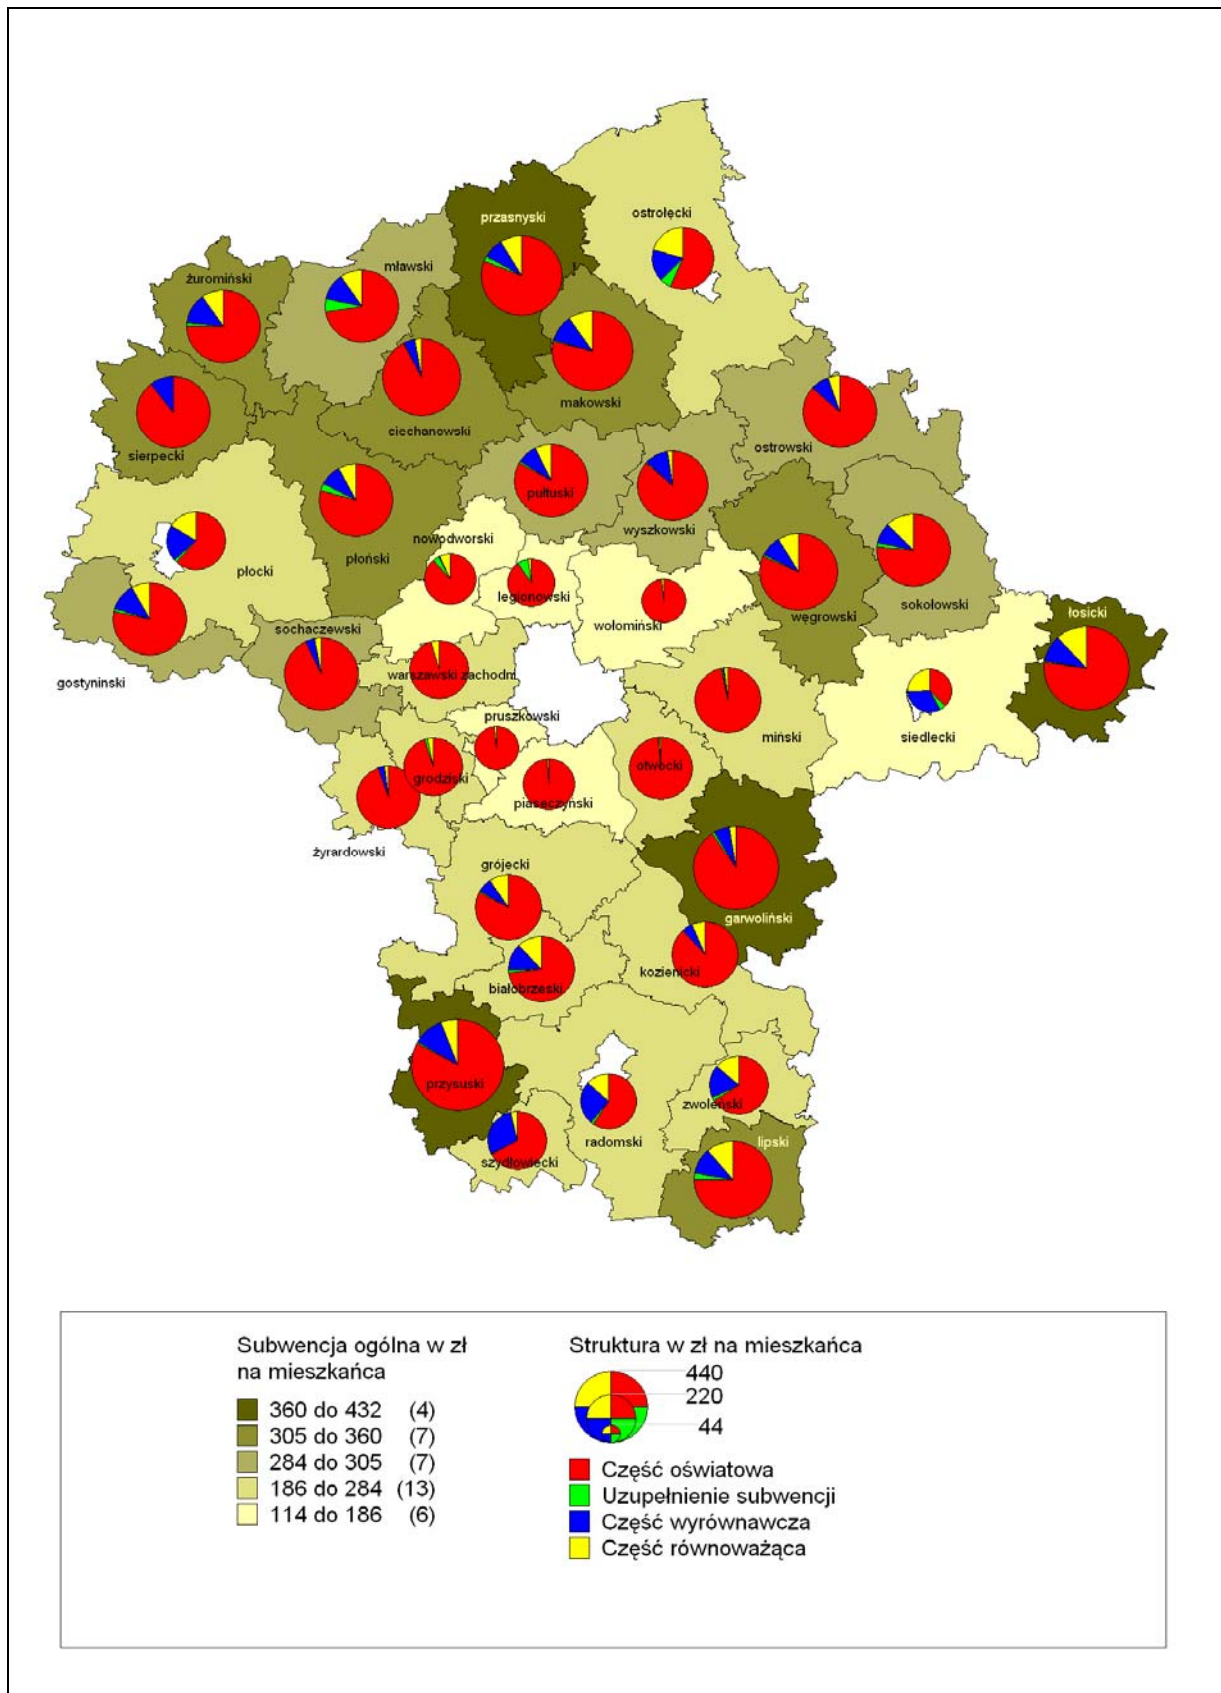 przasnyski
ostrołęcki
mławski
żuromiński
makowski
ciechanowski
ostrowski
sierpecki
pułtuski
wyszkowski
nowodworski
płoński
płocki
legionowski
sokołowski
łosicki
wołomiński
węgrowski
sochaczewski
warszawski zachodni
gostyninski
pruszkowski
miński
siedlecki
otwocki
grodziski
piaseczyński
żyrardowski
grójecki
garwoliński
kozienicki
białobrzeski
przysuski
zwoleński
radomski
lipski
szydłowiecki
Subwencja ogólna w zł
na mieszkańca
360 do 432 (4)
305 do 360 (7)
284 do 305 (7)
186 do 284 (13)
114 do 186 (6)
Struktura w zł na mieszkańca
440
220
44
Część oświatowa
Uzupełnienie subwencji
Część wyrównawcza
Część równoważąca